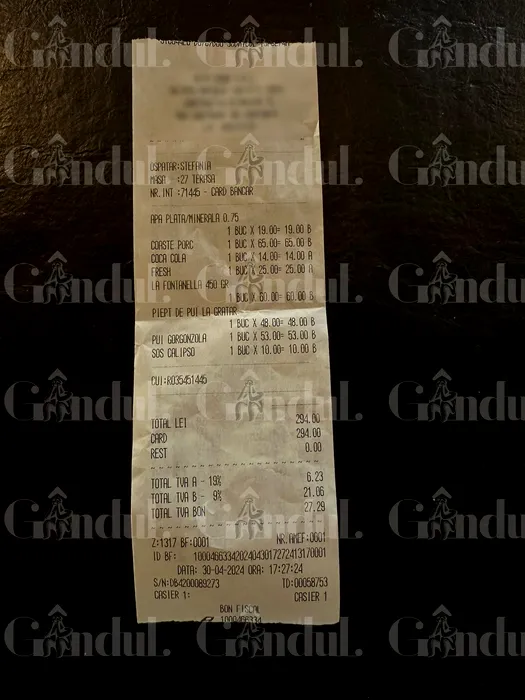 OSPATAR:STEFANIA
MASA :27 TERASA
NR.INT :71445 - CARD BANCAR
APA PLATA/MINERALA 0.75
1 BUC X 19.00= 19.00 B
COASTE PORC 1 BUC X 65.00= 65.00 B
COCA COLA 1 BUC X 14.00= 14.00 A
FRESH 1 BUC X 25.00= 25.00 A
LA FONTANELLA 450 GR
1 BUC X 60.00= 60.00 B
PIEPT DE PUI LA GRATAR
1 BUC X 48.00= 48.00 B
PUI GORGONZOLA 1 BUC X 53.00= 53.00 B
SOS CALIPSO 1 BUC X 10.00= 10.00 B
CUI:RO35451445
TOTAL LEI 294.00
CARD 294.00
REST 0.00
TOTAL TVA A - 19% 6.23
TOTAL TVA B - 9% 21.06
TOTAL TVA BON 27.29
Z:1317 BF:0001 NR.AMEF:0001
ID BF: 1000466334202404301727241317​0001
DATA: 30-04-2024 ORA: 17:27:24
S/N:DB4200089273 TD:00058753
CASIER 1: CASIER 1
BON FISCAL
1000466334
Gândul.